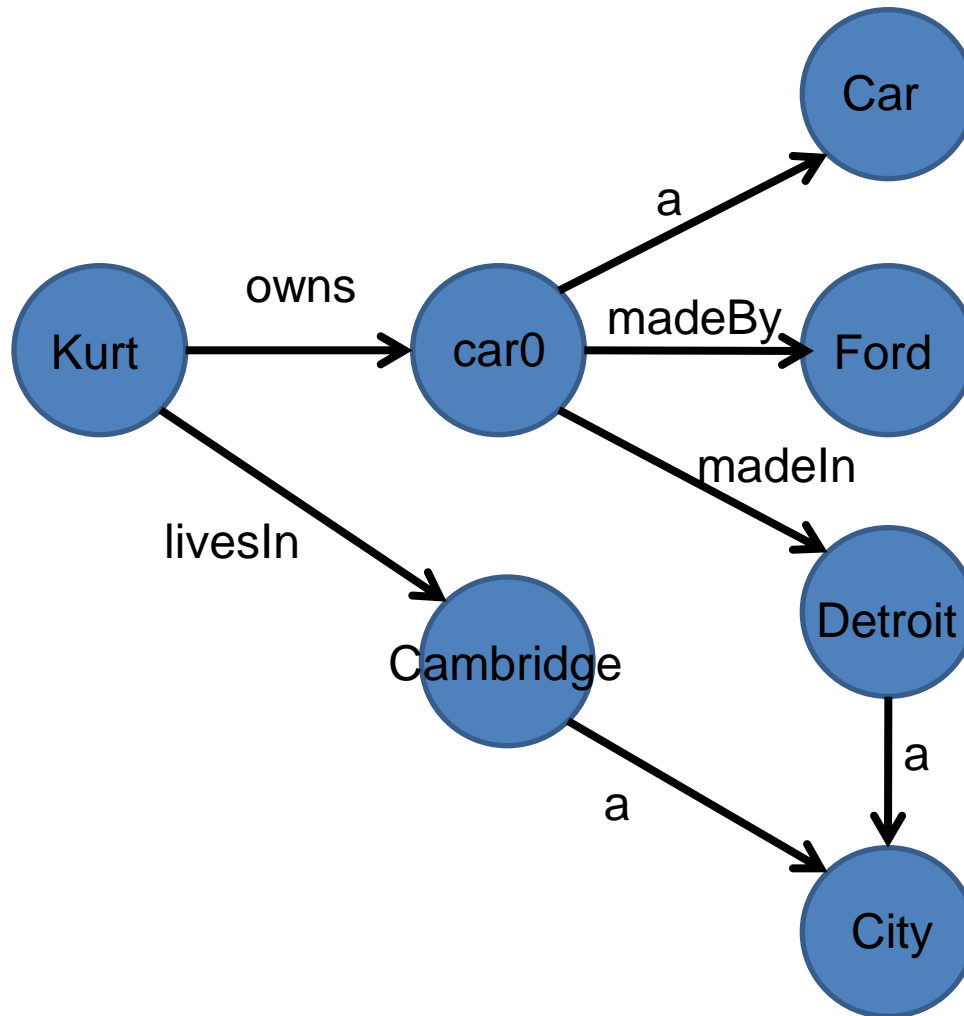 Car
a
owns
madeBy
Kurt
car0
Ford
madeIn
livesIn
Detroit
Cambridge
a
a
City